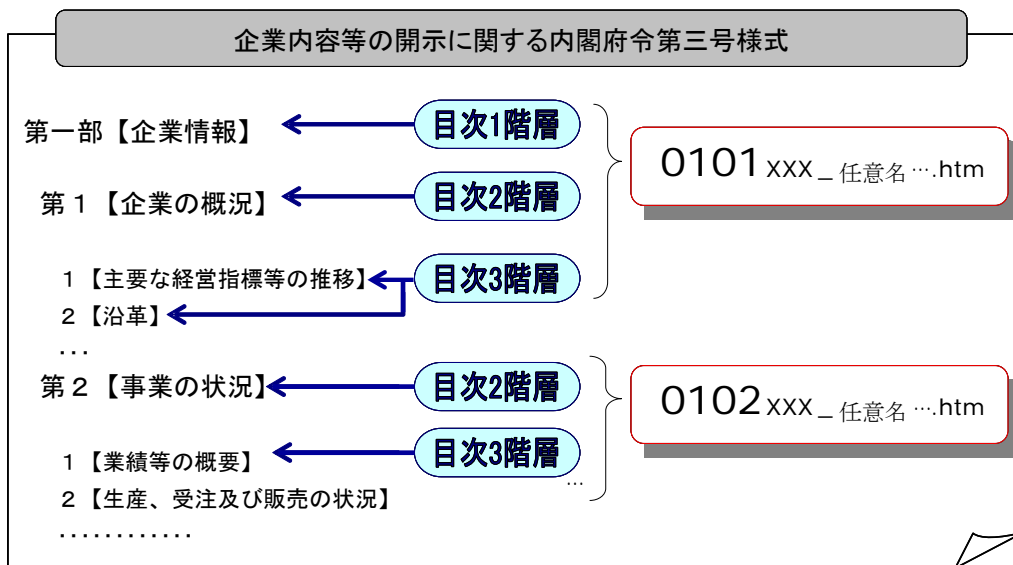 企業内容等の開示に関する内閣府令第三号様式
第一部【企業情報】
目次1階層
第１【企業の概況】
目次2階層
１【主要な経営指標等の推移】
目次3階層
２【沿革】
...
0101xxx_任意名….htm
第２【事業の状況】
目次2階層
１【業績等の概要】
目次3階層
…
２【生産、受注及び販売の状況】
............
0102xxx_任意名….htm